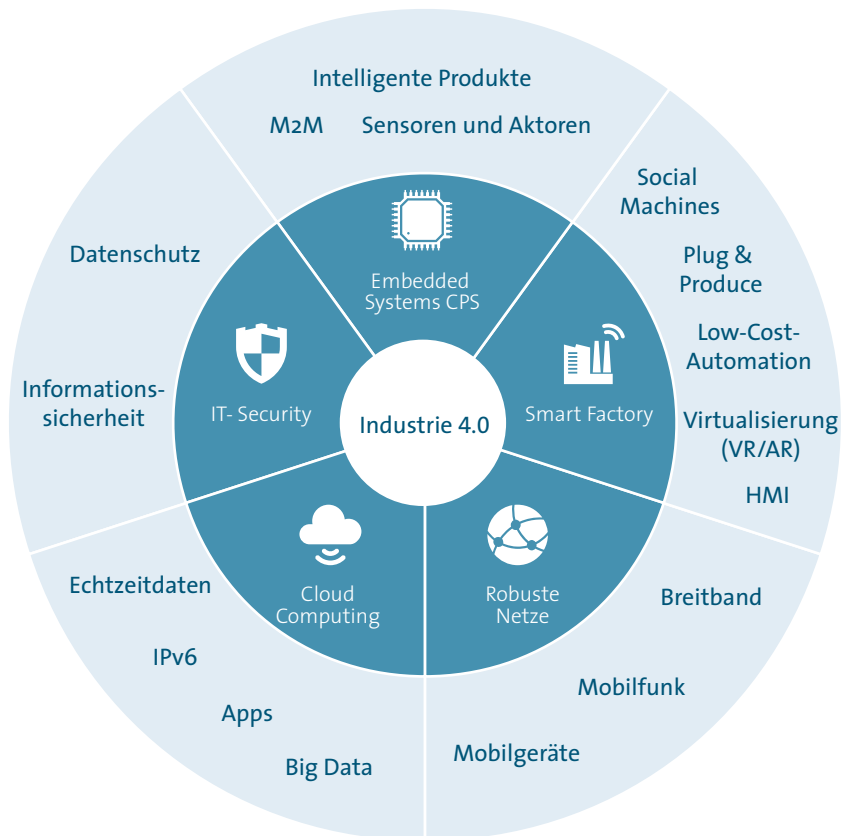 Intelligente Produkte
M2M Sensoren und Aktoren
Social
Machines
Plug &
Produce
Low-Cost-
Automation
Virtualisierung
(VR/AR)
HMI
Breitband
Mobilfunk
Mobilgeräte
Big Data
Apps
IPv6
Echtzeitdaten
Informations-
sicherheit
Datenschutz
Embedded
Systems CPS
Smart Factory
Robuste
Netze
Cloud
Computing
IT- Security
Industrie 4.0